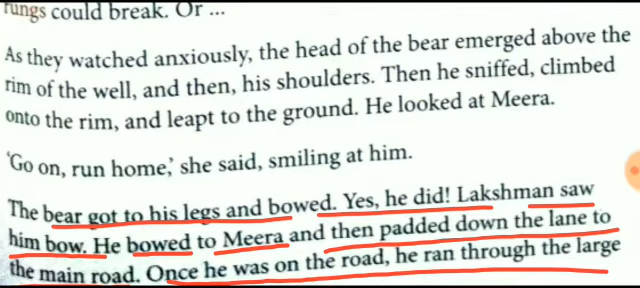 rungs could break. Or ...
As they watched anxiously, the head of the bear emerged above the
rim of the well, and then, his shoulders. Then he sniffed, climbed
onto the rim, and leapt to the ground. He looked at Meera.
'Go on, run home,' she said, smiling at him.
The bear got to his legs and bowed. Yes, he did! Lakshman saw
him bow. He bowed to Meera and then padded down the lane to
the main road. Once he was on the road, he ran through the large